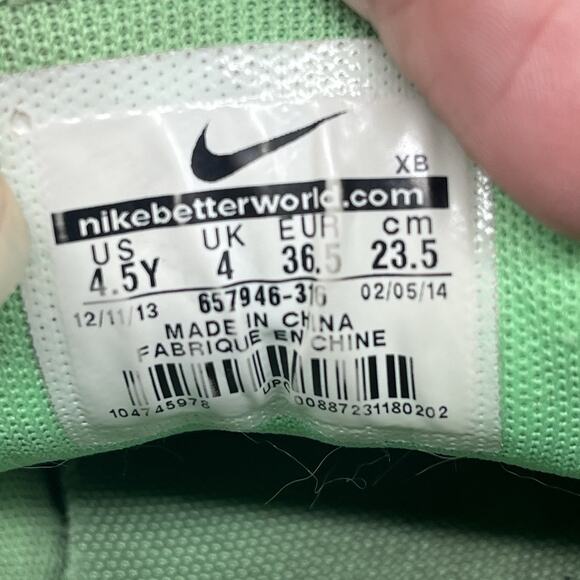 XB
nikebetterworld.com
US UK EUR cm
4.5Y 4 36.5 23.5
12/11/13 657946-316 02/05/14
MADE IN CHINA
FABRIQUE EN CHINE
UPC
104745978 00887231180202